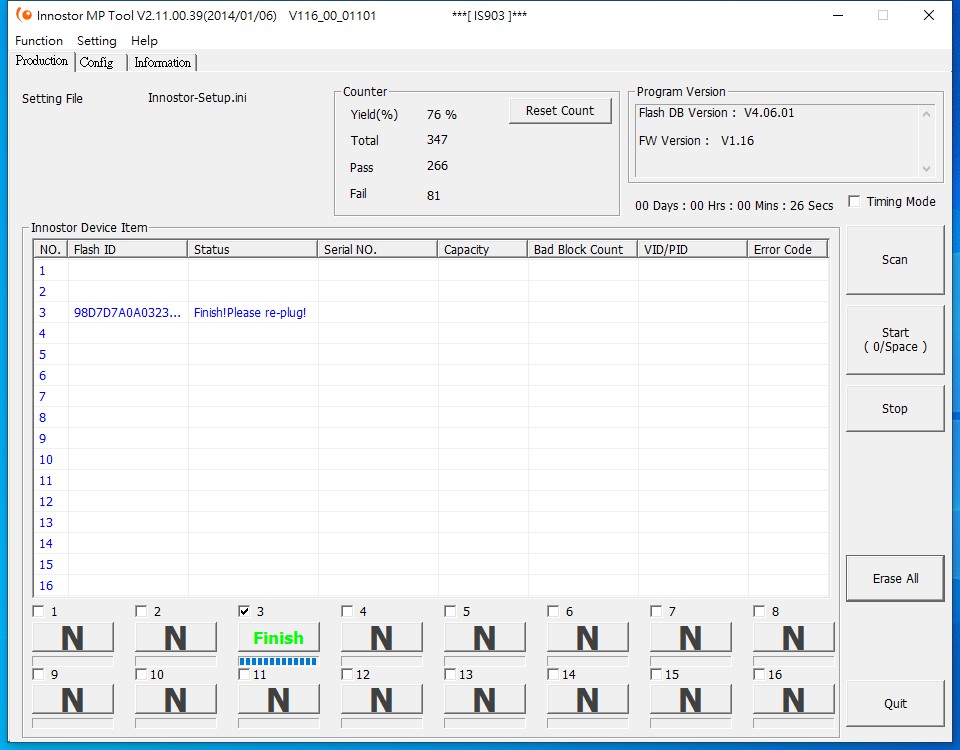 Innostor MP Tool V2.11.00.39(2014/01/06) V116_00_01101 ***[ IS903 ]***
Function Setting Help
Production Config Information
Setting File Innostor-Setup.ini
Counter
Yield(%) 76 %
Reset Count
Total 347
Pass 266
Fail 81
Program Version
Flash DB Version : V4.06.01
FW Version : V1.16
00 Days : 00 Hrs : 00 Mins : 26 Secs
Timing Mode
Innostor Device Item
NO. Flash ID Status Serial NO. Capacity Bad Block Count VID/PID Error Code
1
2
3 98D7D7A0A0323... Finish!Please re-plug!
4
5
6
7
8
9
10
11
12
13
14
15
16
Scan
Start
( 0/Space )
Stop
Erase All
Quit
1 2 3 4 5 6 7 8
N N Finish N N N N N
9 10 11 12 13 14 15 16
N N N N N N N N